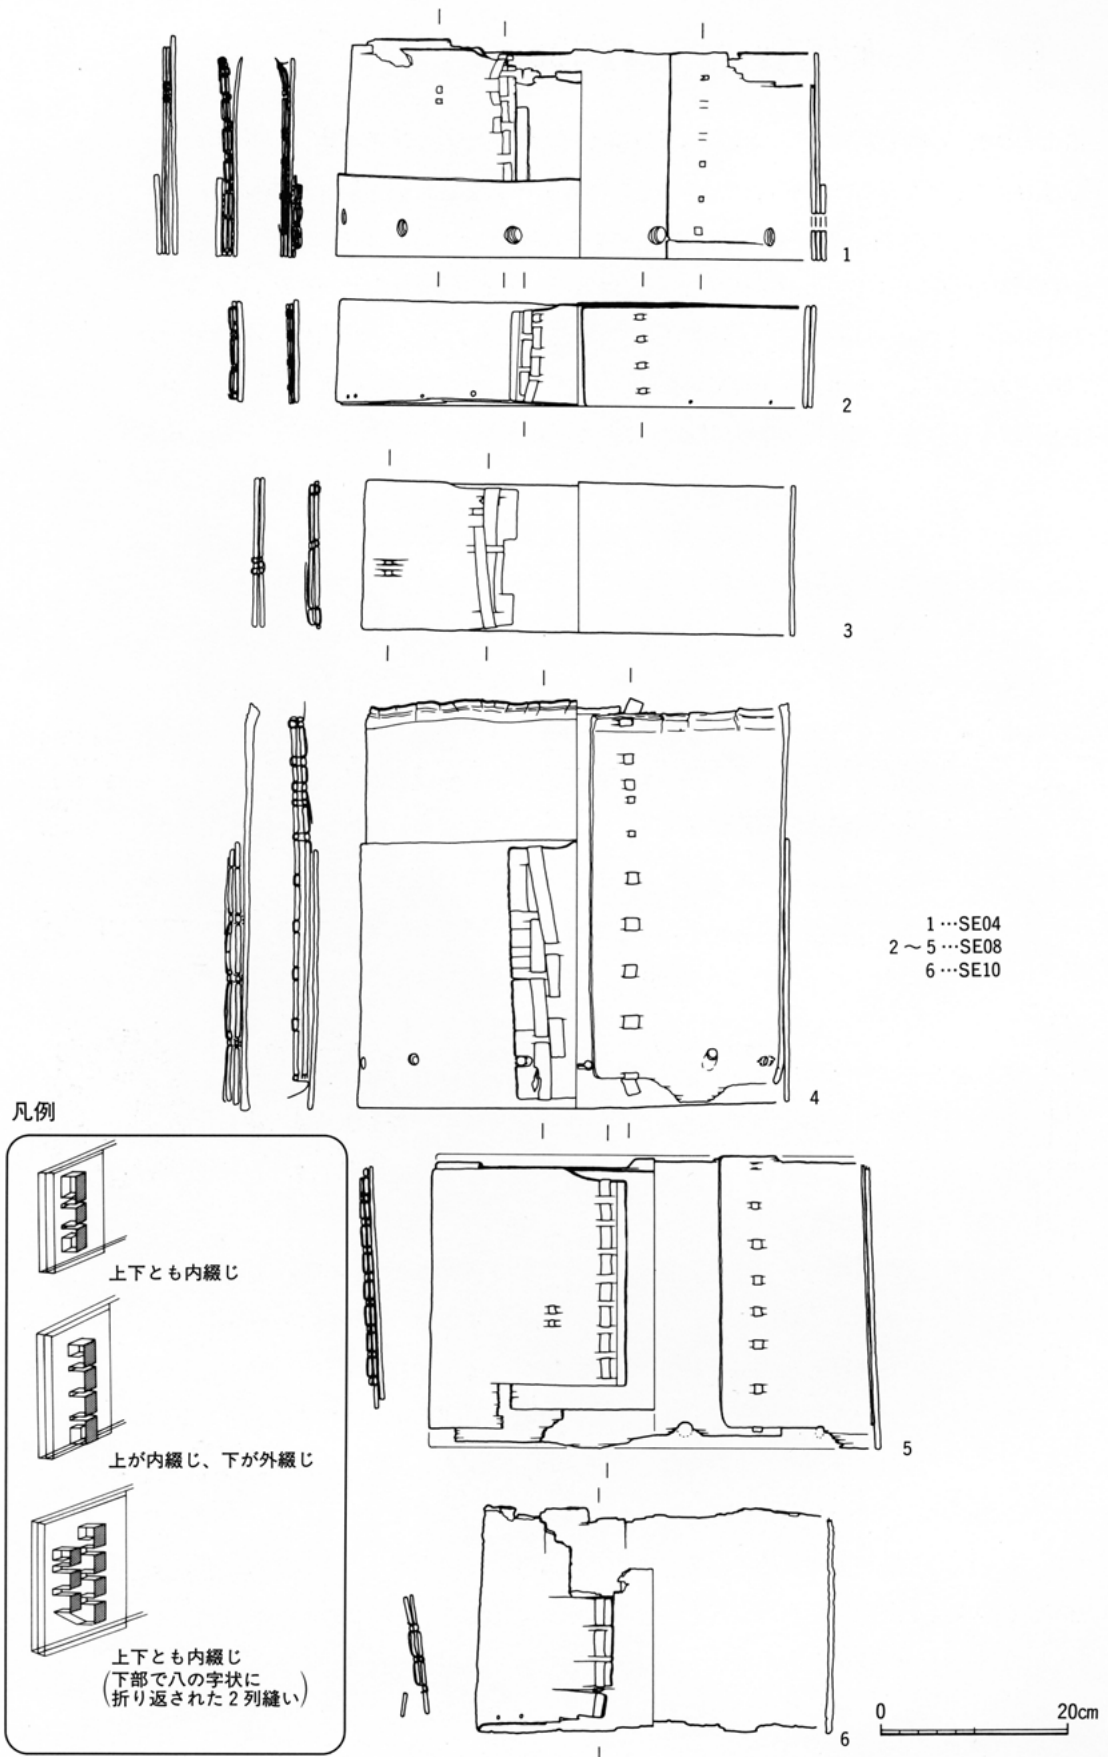 1
2
3
4
1…SE04
2～5…SE08
6…SE10
凡例
上下とも内綴じ
上が内綴じ、下が外綴じ
上下とも内綴じ
(下部で八の字状に
折り返された2列縫い)
5
6
0 20cm